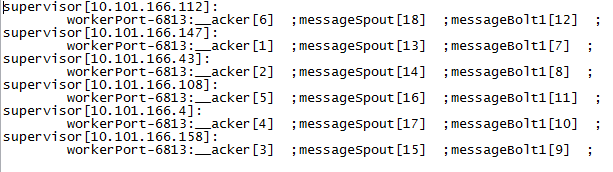 supervisor[10.101.166.112]:
workerPort-6813:__acker[6]  ;messageSpout[18]  ;messageBolt1[12]  ;
supervisor[10.101.166.147]:
workerPort-6813:__acker[1]  ;messageSpout[13]  ;messageBolt1[7]  ;
supervisor[10.101.166.43]:
workerPort-6813:__acker[2]  ;messageSpout[14]  ;messageBolt1[8]  ;
supervisor[10.101.166.108]:
workerPort-6813:__acker[5]  ;messageSpout[16]  ;messageBolt1[11]  ;
supervisor[10.101.166.4]:
workerPort-6813:__acker[4]  ;messageSpout[17]  ;messageBolt1[10]  ;
supervisor[10.101.166.158]:
workerPort-6813:__acker[3]  ;messageSpout[15]  ;messageBolt1[9]  ;